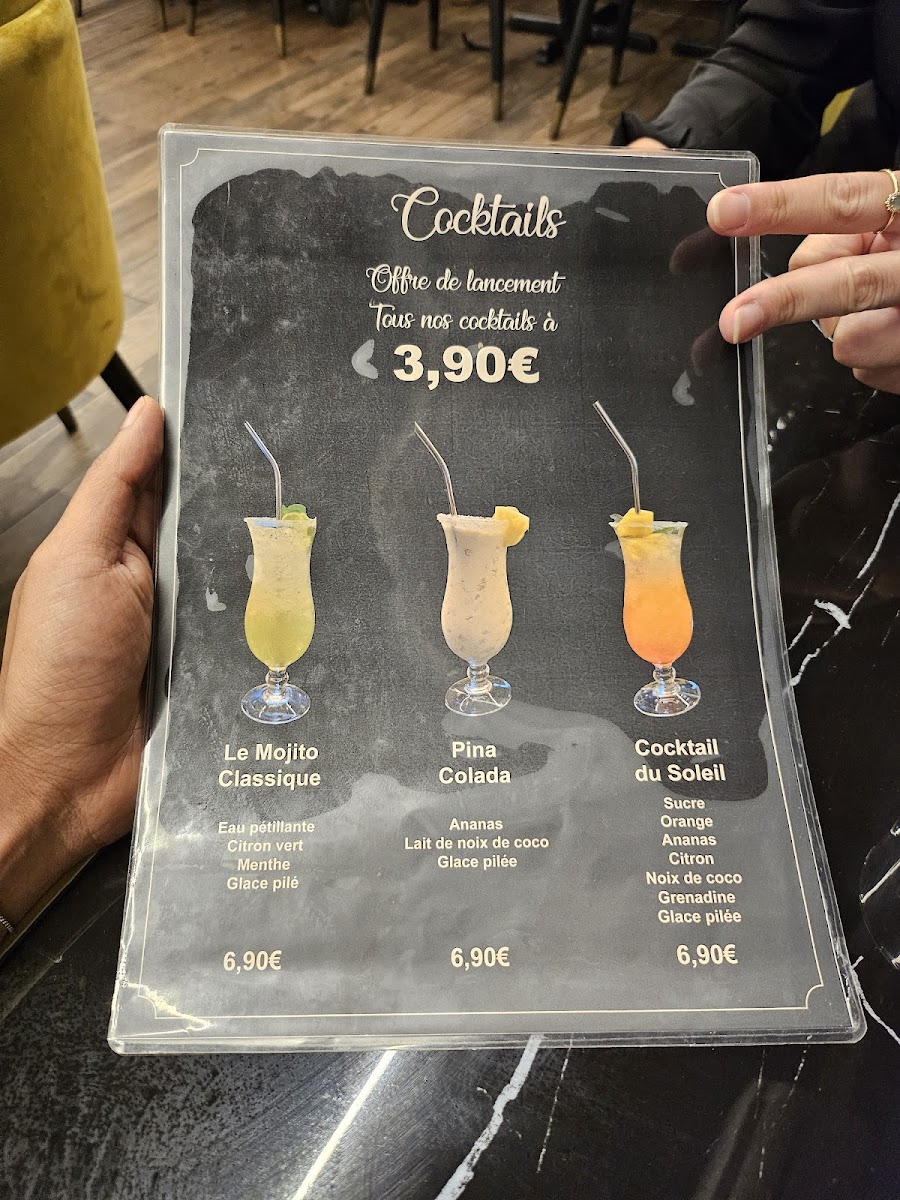 Cocktails
Offre de lancement
Tous nos cocktails à
3,90€
Le Mojito
Classique
Eau pétillante
Citron vert
Menthe
Glace pilé
6,90€
Pina
Colada
Ananas
Lait de noix de coco
Glace pilée
6,90€
Cocktail
du Soleil
Sucre
Orange
Ananas
Citron
Noix de coco
Grenadine
Glace pilée
6,90€